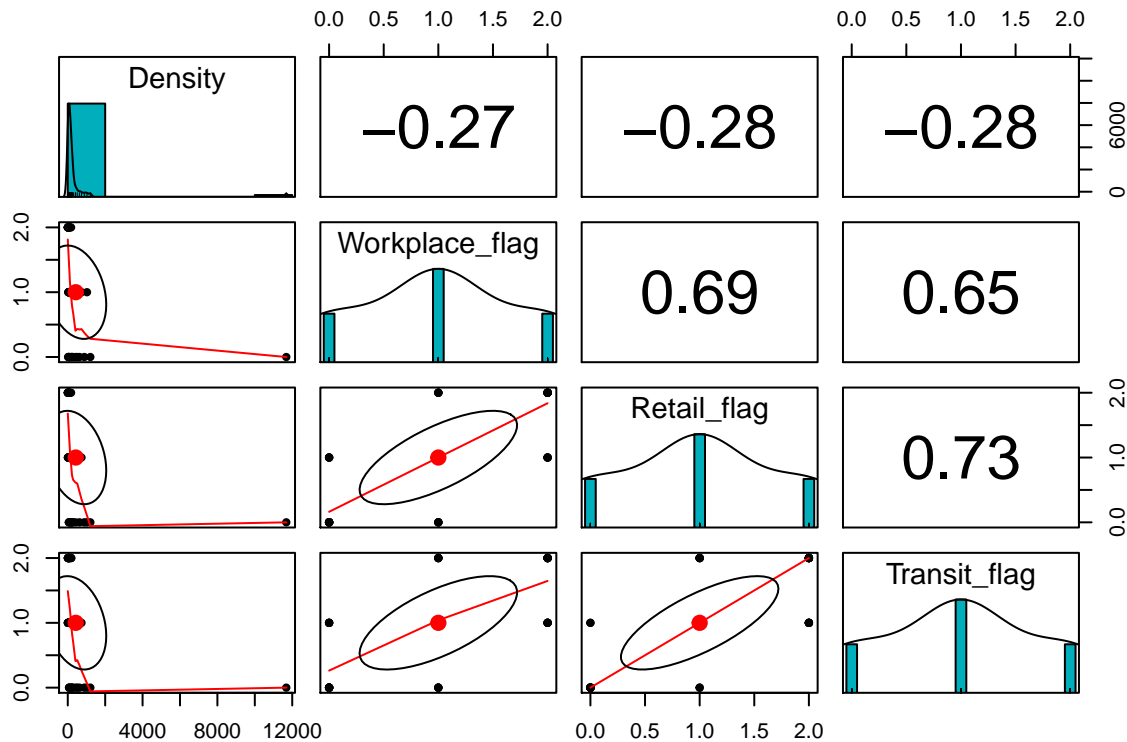 0.0 0.5 1.0 1.5 2.0 0.0 0.5 1.0 1.5 2.0
Density −0.27 −0.28 −0.28 0 6000
0.0 1.0 2.0 Workplace_flag 0.69 0.65
Retail_flag 0.73 0.0 1.0 2.0
0.0 1.0 2.0 Transit_flag
0 4000 8000 12000 0.0 0.5 1.0 1.5 2.0